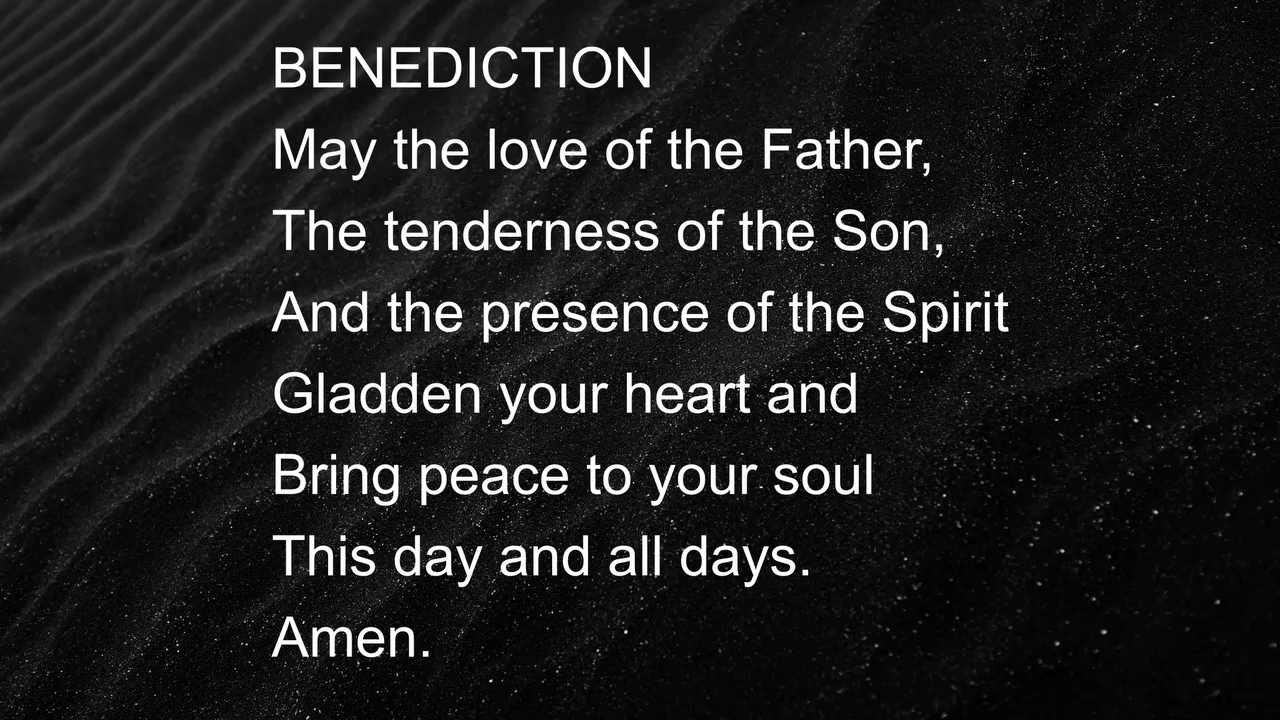 BENEDICTION
May the love of the Father,
The tenderness of the Son,
And the presence of the Spirit
Gladden your heart and
Bring peace to your soul
This day and all days.
Amen.